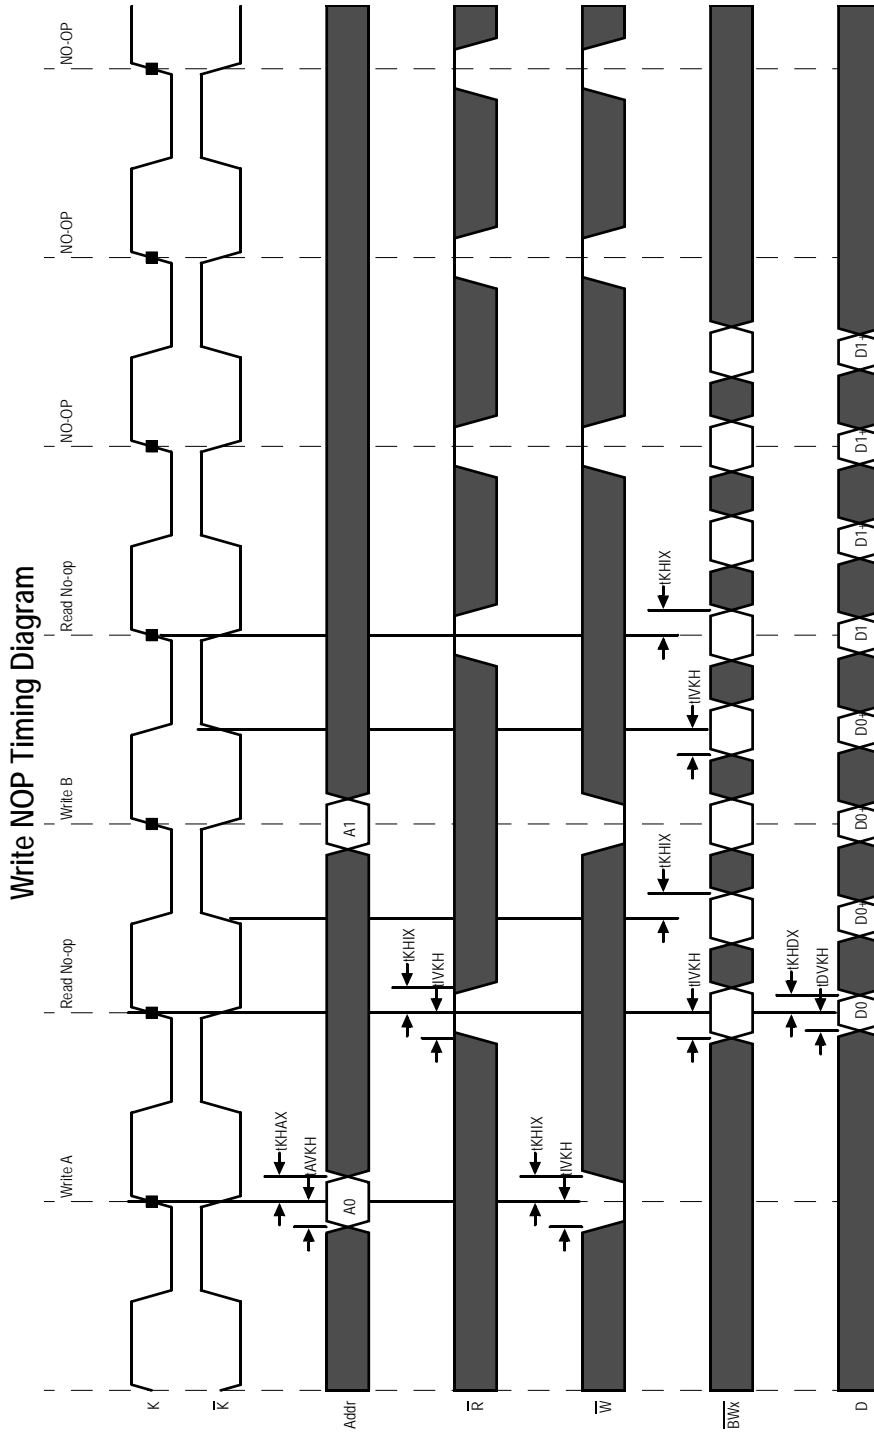 Write NOP Timing Diagram
Write A
Read No-op
Write B
Read No-op
NO-OP
NO-OP
NO-OP
K
K̅
Addr
A0
A1
tKHAX
tAVKH
R̅
tKHIX
tIVKH
W̅
tKHIX
tIVKH
B̅W̅x̅
tIVKH
tKHIX
tIVKH
tKHIX
D
tKHDX
tDVKH
D0
D0+
D0+
D0+
D1
D1+
D1+
D1+